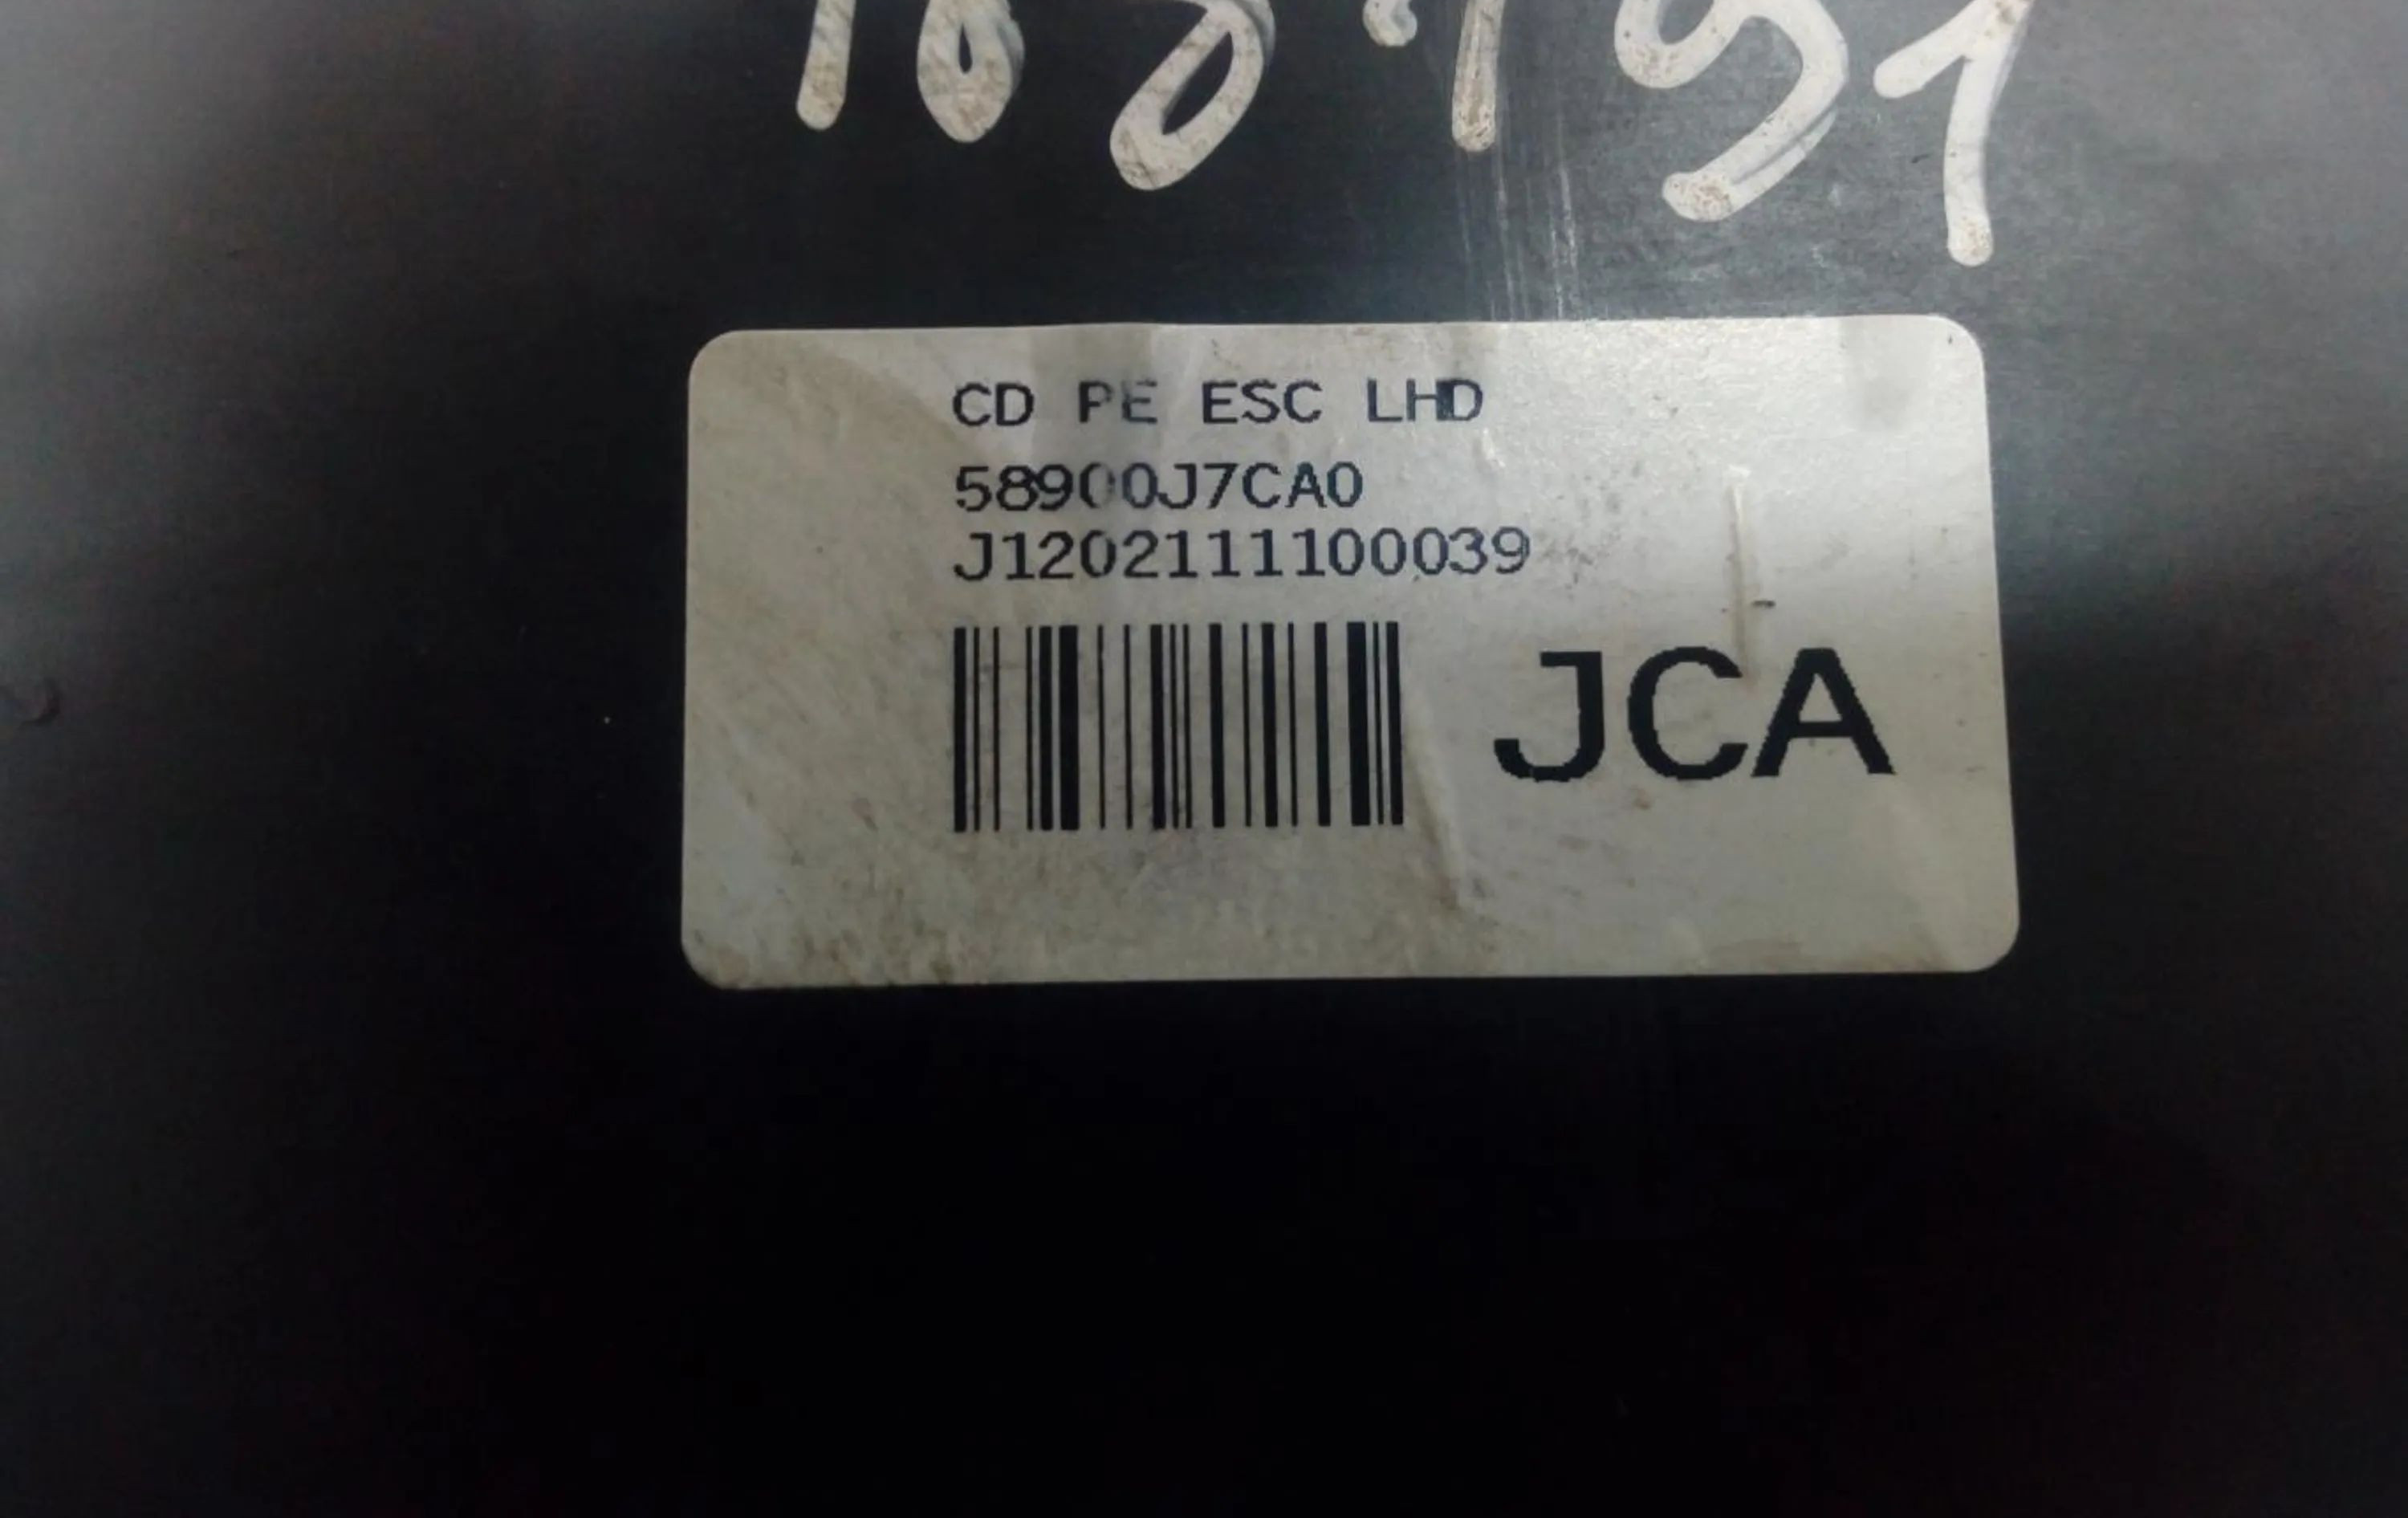 CD PE ESC LHD
58900J7CA0
J1202111100039
JCA